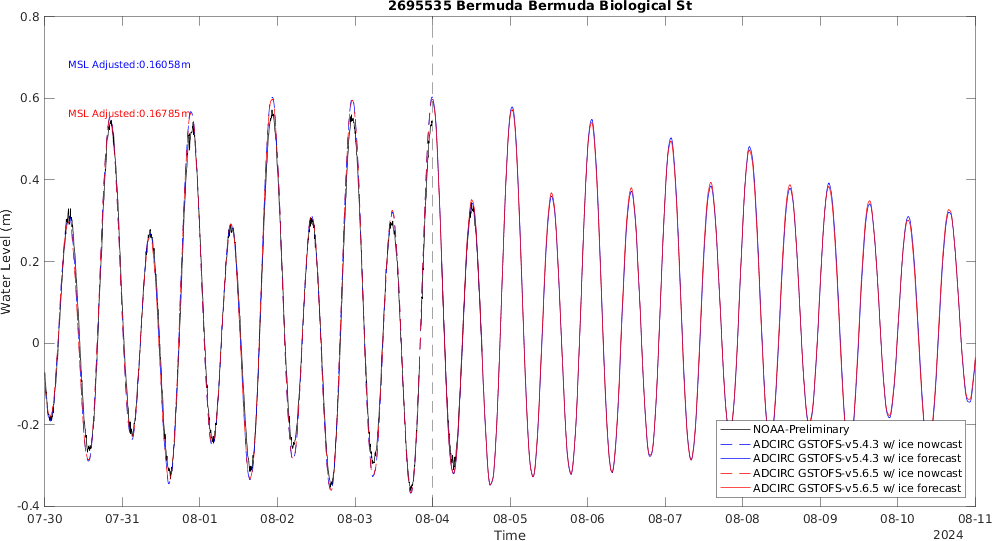 2695535 Bermuda Bermuda Biological St
MSL Adjusted:0.16058m
MSL Adjusted:0.16785m
Water Level (m)
0.8
0.6
0.4
0.2
0
-0.2
-0.4
NOAA-Preliminary
ADCIRC GSTOFS-v5.4.3 w/ ice nowcast
ADCIRC GSTOFS-v5.4.3 w/ ice forecast
ADCIRC GSTOFS-v5.6.5 w/ ice nowcast
ADCIRC GSTOFS-v5.6.5 w/ ice forecast
07-30 07-31 08-01 08-02 08-03 08-04 08-05 08-06 08-07 08-08 08-09 08-10 08-11
Time
2024